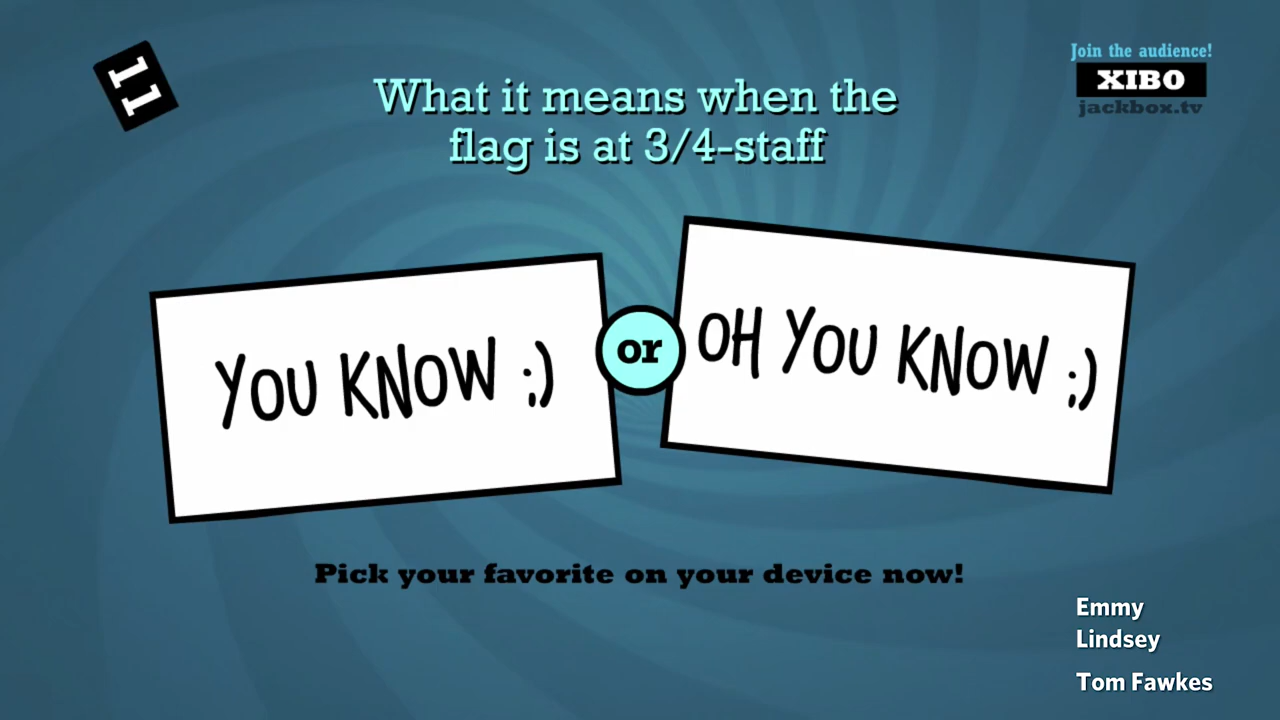 11
Join the audience!
XIBO
jackbox.tv
What it means when the
flag is at 3/4-staff
YOU KNOW ;)
or
OH YOU KNOW ;)
Pick your favorite on your device now!
Emmy
Lindsey
Tom Fawkes